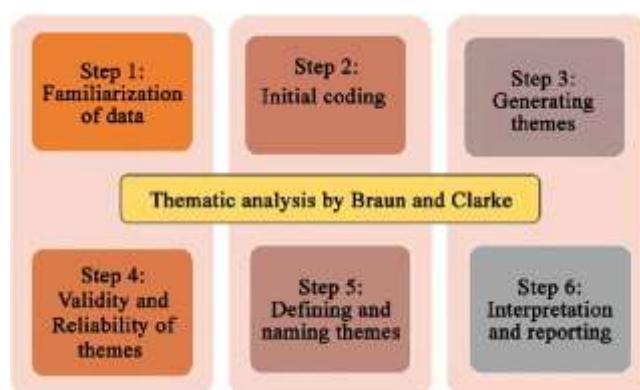 Step 1:
Familiarization
of data
Step 2:
Initial coding
Step 3:
Generating
themes
Thematic analysis by Braun and Clarke
Step 4:
Validity and
Reliability of
themes
Step 5:
Defining and
naming themes
Step 6:
Interpretation
and reporting